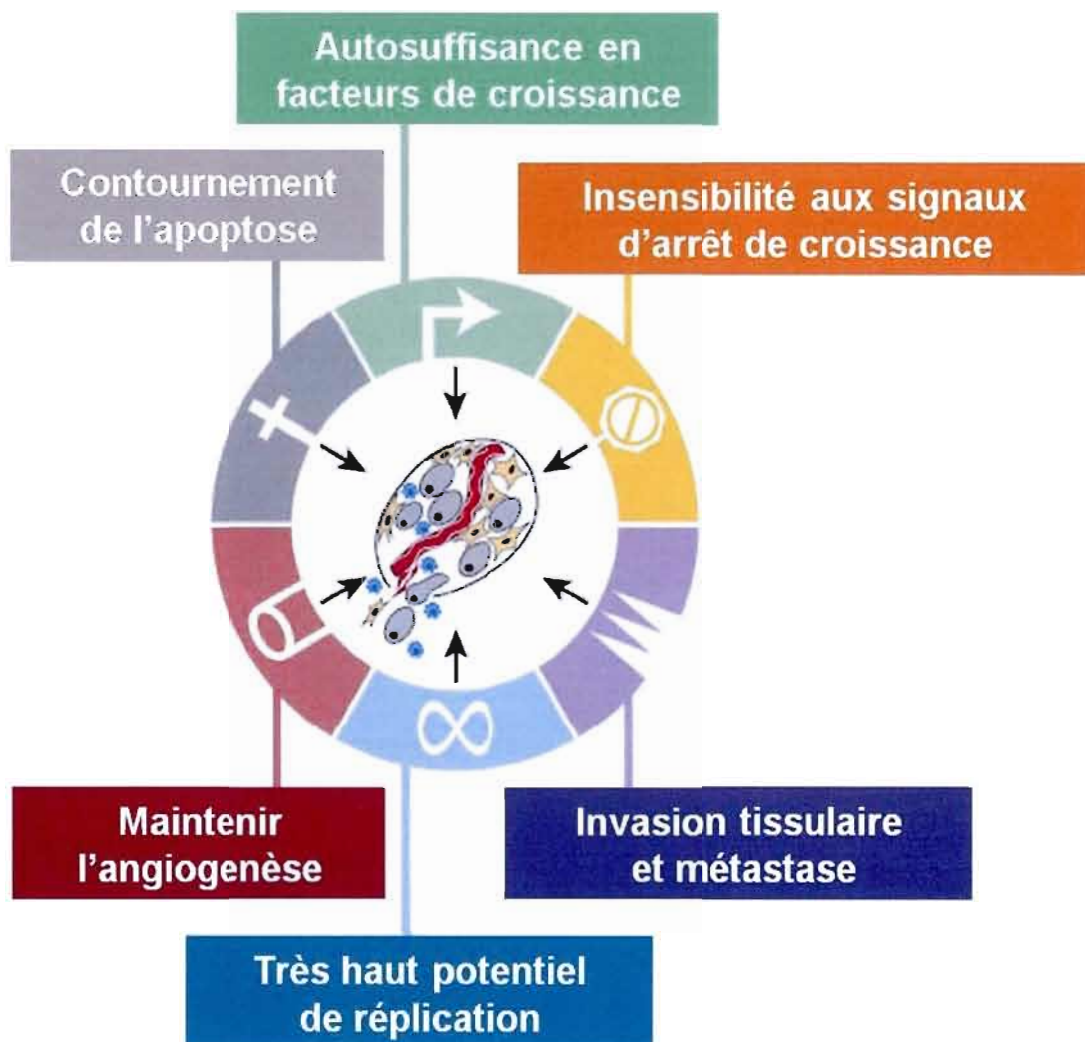 Autosuffisance en
facteurs de croissance
Contournement
de l'apoptose
Insensibilité aux signaux
d'arrêt de croissance
Maintenir
l'angiogenèse
Invasion tissulaire
et métastase
Très haut potentiel
de réplication